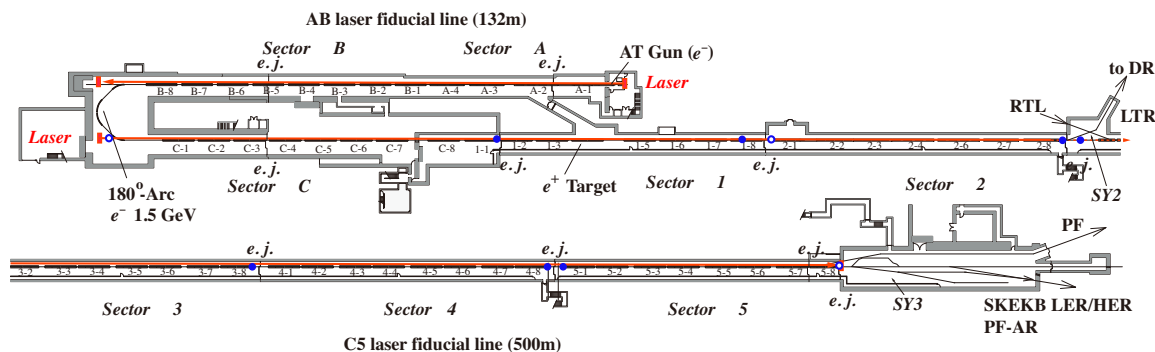 AB laser fiducial line (132m)
Sector B
Sector A
e. j.
e. j.
AT Gun (e⁻)
Laser
B-8 B-7 B-6 B-5 B-4 B-3 B-2 B-1 A-4 A-3 A-2 A-1
to DR
RTL
LTR
Laser
C-1 C-2 C-3 C-4 C-5 C-6 C-7 C-8 1-1 1-2 1-3 1-5 1-6 1-7 1-8 2-1 2-2 2-3 2-4 2-6 2-7 2-8
e. j.
e. j.
e. j.
e. j.
180°-Arc
e⁻ 1.5 GeV
Sector C
e⁺ Target
Sector 1
Sector 2
SY2
e. j.
e. j.
e. j.
PF
3-2 3-3 3-4 3-5 3-6 3-7 3-8 4-1 4-2 4-3 4-4 4-5 4-6 4-7 4-8 5-1 5-2 5-3 5-4 5-5 5-6 5-7 5-8
e. j.
Sector 3
Sector 4
Sector 5
SY3
SKEKB LER/HER
PF-AR
C5 laser fiducial line (500m)